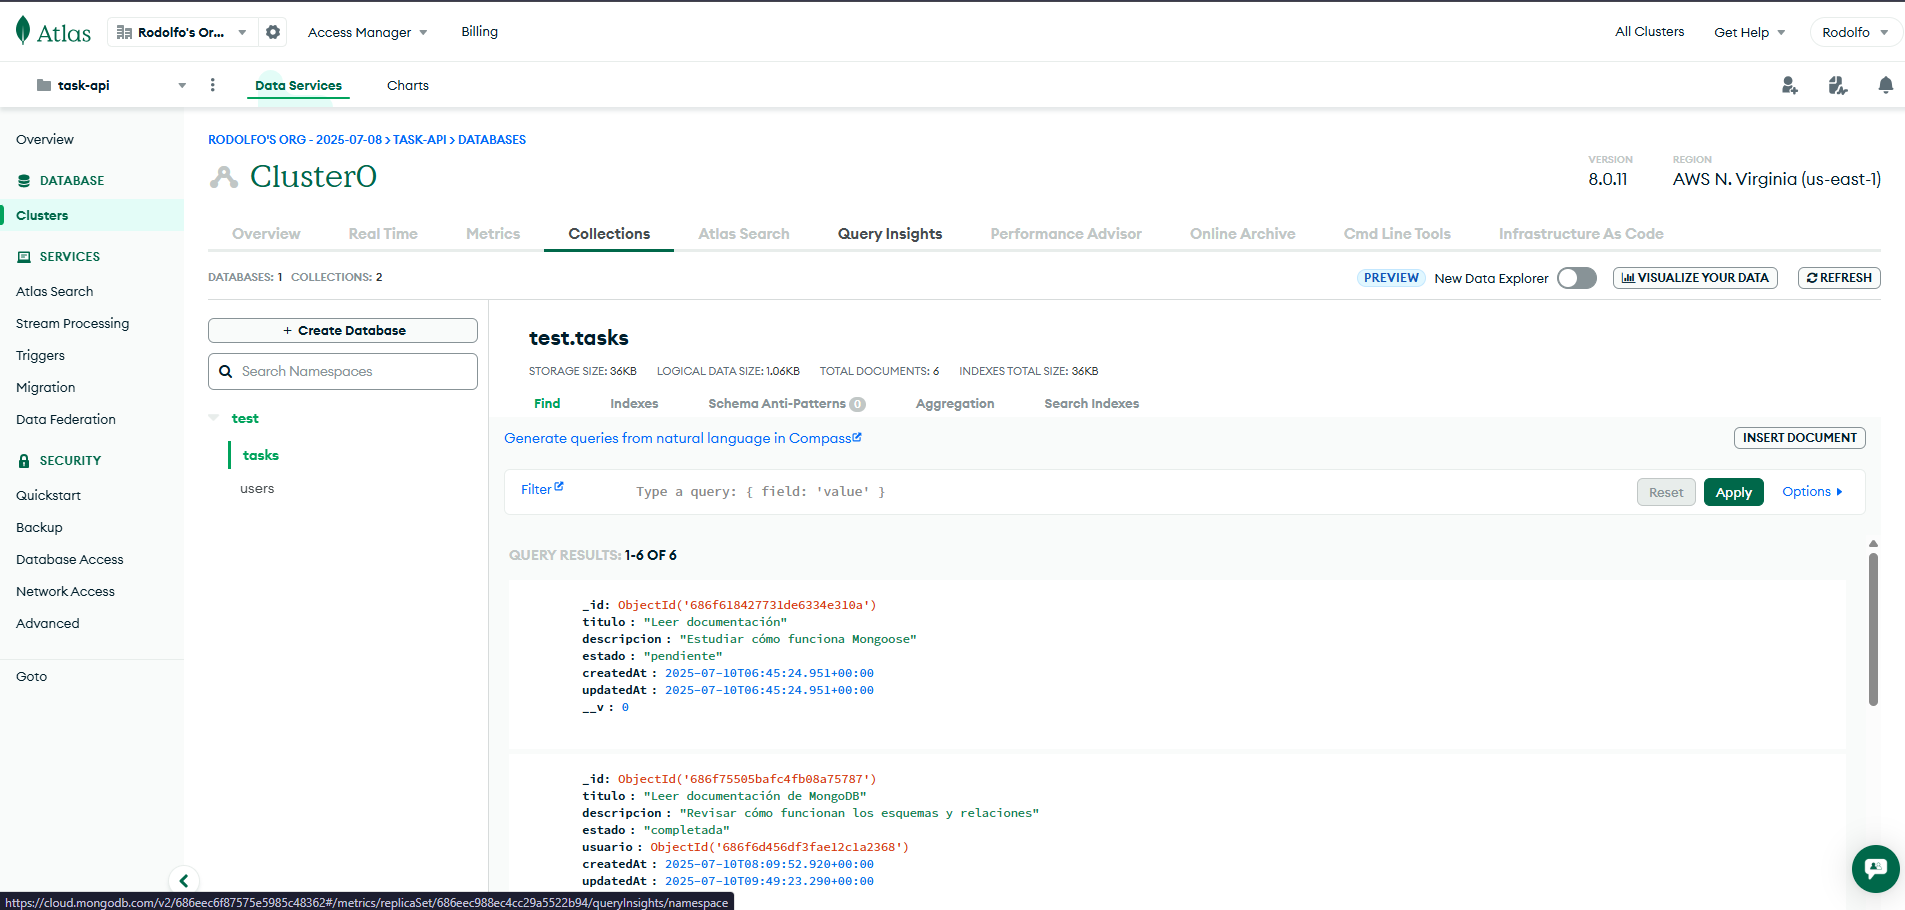 Atlas
Rodolfo's Or...
Access Manager
Billing
All Clusters
Get Help
Rodolfo
task-api
Data Services
Charts
Overview
DATABASE
Clusters
SERVICES
Atlas Search
Stream Processing
Triggers
Migration
Data Federation
SECURITY
Quickstart
Backup
Database Access
Network Access
Advanced
Goto
RODOLFO'S ORG - 2025-07-08 > TASK-API > DATABASES
Cluster0
VERSION
8.0.11
REGION
AWS N. Virginia (us-east-1)
Overview
Real Time
Metrics
Collections
Atlas Search
Query Insights
Performance Advisor
Online Archive
Cmd Line Tools
Infrastructure As Code
DATABASES: 1 COLLECTIONS: 2
PREVIEW
New Data Explorer
VISUALIZE YOUR DATA
REFRESH
+ Create Database
Search Namespaces
test
tasks
users
test.tasks
STORAGE SIZE: 36KB
LOGICAL DATA SIZE: 1.06KB
TOTAL DOCUMENTS: 6
INDEXES TOTAL SIZE: 36KB
Find
Indexes
Schema Anti-Patterns 0
Aggregation
Search Indexes
Generate queries from natural language in Compass
INSERT DOCUMENT
Filter
Type a query: { field: 'value' }
Reset
Apply
Options
QUERY RESULTS: 1-6 OF 6
_id: ObjectId('686f618427731de6334e310a')
titulo : "Leer documentación"
descripcion : "Estudiar cómo funciona Mongoose"
estado : "pendiente"
createdAt : 2025-07-10T06:45:24.951+00:00
updatedAt : 2025-07-10T06:45:24.951+00:00
__v : 0
_id: ObjectId('686f75505bafc4fb08a75787')
titulo : "Leer documentación de MongoDB"
descripcion : "Revisar cómo funcionan los esquemas y relaciones"
estado : "completada"
usuario : ObjectId('686f6d456df3fae12c1a2368')
createdAt : 2025-07-10T08:09:52.920+00:00
updatedAt : 2025-07-10T09:49:23.290+00:00
https://cloud.mongodb.com/v2/686eec6f87575e5985c48362#/metrics/replicaSet/686eec988ec4cc29a5522b94/queryInsights/namespace